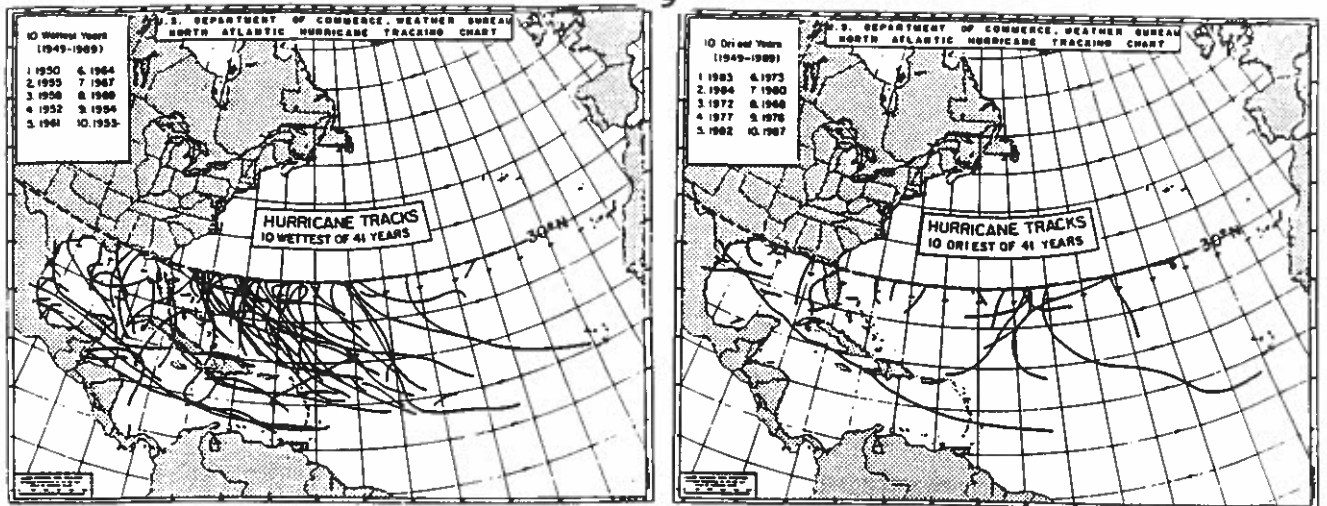 U.S. DEPARTMENT OF COMMERCE, WEATHER BUREAU
NORTH ATLANTIC HURRICANE TRACKING CHART
10 Wettest Years
(1949-1989)
1 1950 6. 1964
2. 1955 7 1967
3. 1958 8.
4. 1952 9. 1954
5. 1961 10. 1953
HURRICANE TRACKS
10 WETTEST OF 41 YEARS
30°N
U.S. DEPARTMENT OF COMMERCE, WEATHER BUREAU
NORTH ATLANTIC HURRICANE TRACKING CHART
10 Driest Years
(1949-1989)
1 1983 6. 1973
2. 1984 7 1980
3. 1972 8. 1968
4 1977 9. 1976
5. 1982 10. 1987
HURRICANE TRACKS
10 DRIEST OF 41 YEARS
30°N